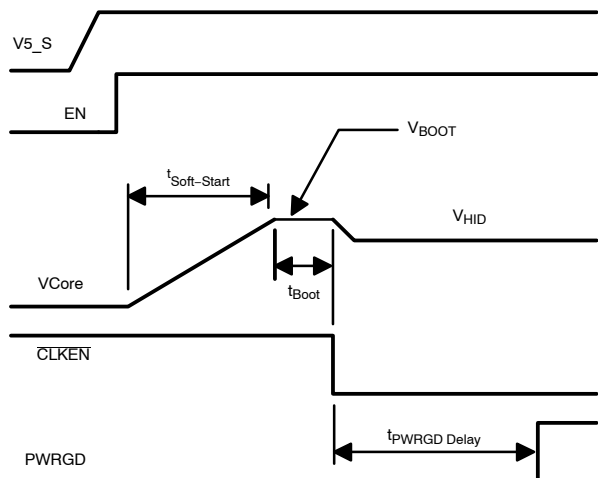 V5_S
EN
VBOOT
tSoft–Start
VHID
VCore
tBoot
CLKEN
tPWRGD Delay
PWRGD